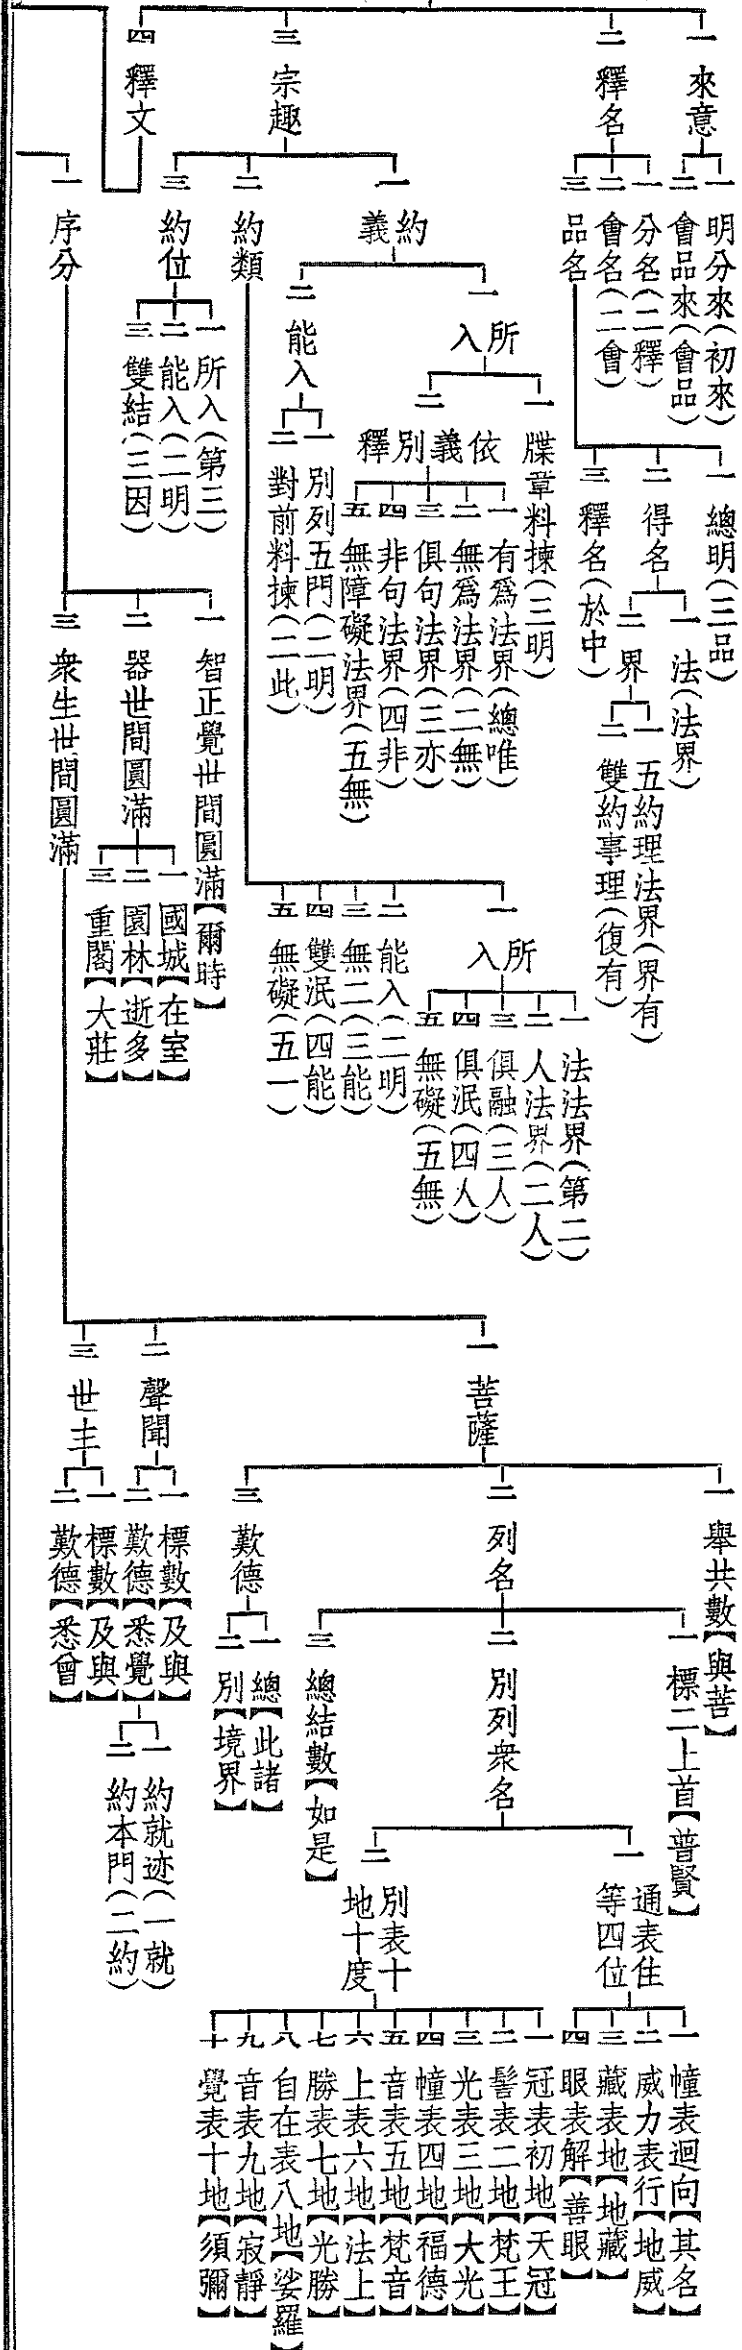 一 來意
一 明分來(初來)
二 會品來(會品)
二 釋名
一 分名(二釋)
二 會名(二會)
三 品名
一 總明(三品)
二 得名
一 法(法界)
二 界
一 五約理法界(界有)
二 雙約事理(復有)
三 釋名(於中)
三 宗趣
一 約義
一 所入
一 牒章料揀(三明)
二 依義別釋
一 有為法界(總唯)
二 無為法界(二無)
三 俱句法界(三亦)
四 非句法界(四非)
五 無障礙法界(五無)
二 能入
一 別列五門(二明)
二 對前料揀(二此)
二 約類
一 所入
一 法法界(第二)
二 人法界(二人)
三 俱融(三人)
四 俱泯(四人)
五 無礙(五無)
二 能入(二明)
三 無二(三能)
四 雙泯(四能)
五 無礙(五一)
三 約位
一 所入(第三)
二 能入(二明)
三 雙結(三因)
四 釋文
一 序分
一 智正覺世間圓滿【爾時】
二 器世間圓滿
一 國城【在室】
二 園林【逝多】
三 重閣【大莊】
三 眾生世間圓滿
一 菩薩
一 舉共數【與菩】
二 列名
一 標二上首【普賢】
二 別列眾名
一 通表住等四位
一 幢表迴向【其名】
二 威力表行【地威】
三 藏表地【地藏】
四 眼表解【善眼】
二 別表十地十度
一 冠表初地【天冠】
二 髻表二地【梵王】
三 光表三地【大光】
四 幢表四地【福德】
五 音表五地【梵音】
六 上表六地【法上】
七 勝表七地【光勝】
八 自在表八地【娑羅】
九 音表九地【寂靜】
十 覺表十地【須彌】
三 總結數【如是】
三 歎德
一 總【此諸】
二 別【境界】
二 聲聞
一 標數【及與】
二 歎德【悉覺】
一 約就迹(一就)
二 約本門(二約)
三 世主
一 標數【及與】
二 歎德【悉曾】